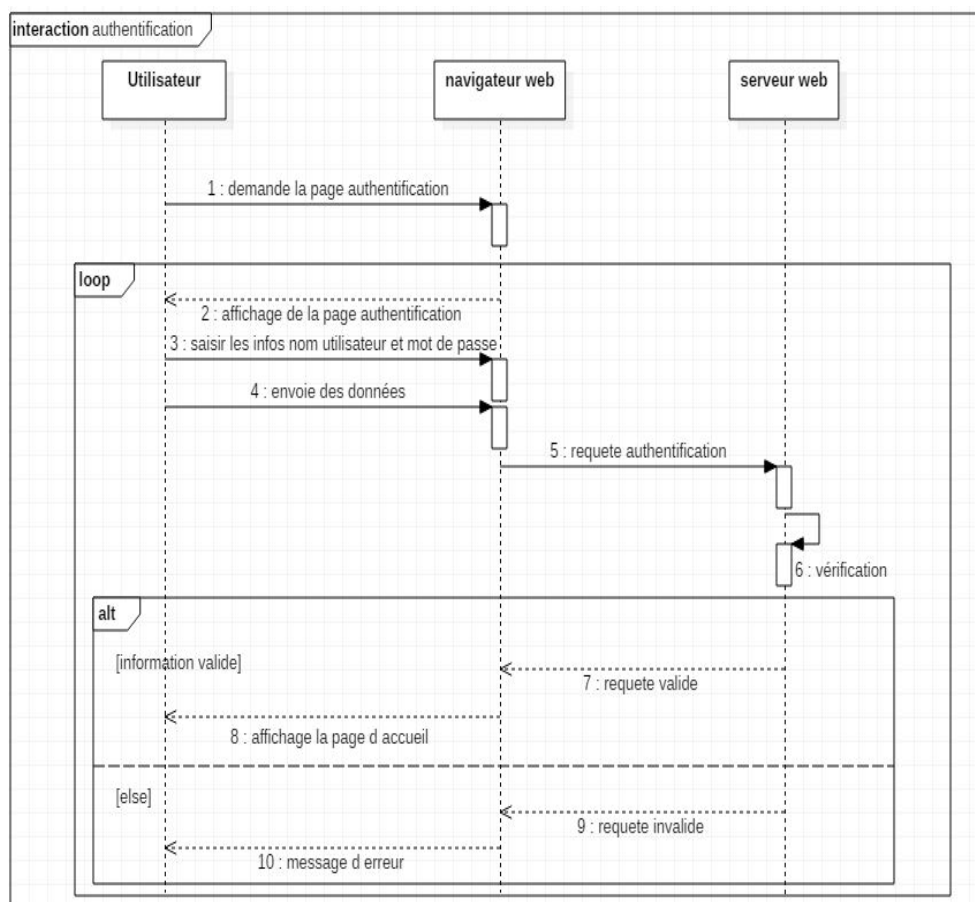 interaction authentification
Utilisateur
navigateur web
serveur web
1 : demande la page authentification
loop
2 : affichage de la page authentification
3 : saisir les infos nom utilisateur et mot de passe
4 : envoie des données
5 : requete authentification
6 : vérification
alt
[information valide]
7 : requete valide
8 : affichage la page d accueil
[else]
9 : requete invalide
10 : message d erreur